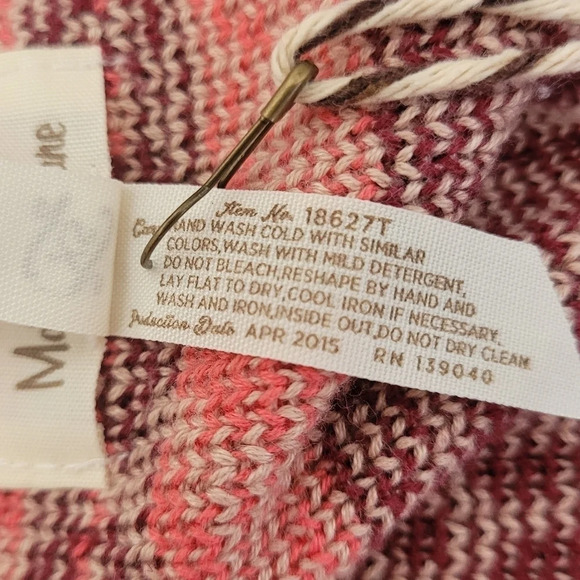 Item No. 18627T
HAND WASH COLD WITH SIMILAR
COLORS,WASH WITH MILD DETERGENT,
DO NOT BLEACH,RESHAPE BY HAND AND
LAY FLAT TO DRY,COOL IRON IF NECESSARY,
WASH AND IRON,INSIDE OUT,DO NOT DRY CLEAN
Production Date APR 2015 RN 139040